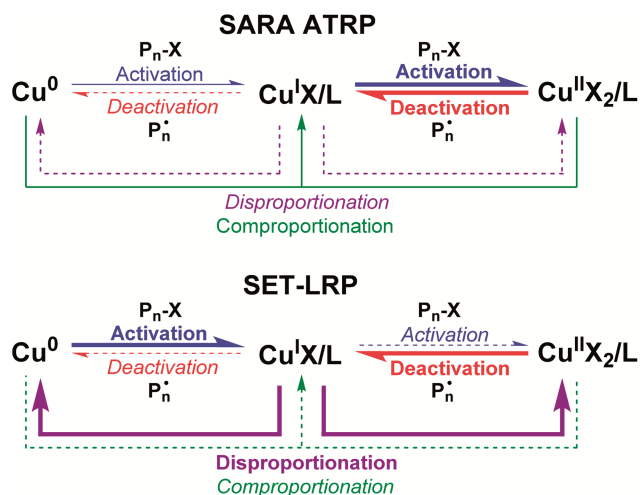 SARA ATRP
Pn-X Pn-X
Activation Activation
Cu⁰ CuᴵX/L CuᴵᴵX₂/L
Deactivation Deactivation
Pn• Pn•
Disproportionation
Comproportionation
SET-LRP
Pn-X Pn-X
Activation Activation
Cu⁰ CuᴵX/L CuᴵᴵX₂/L
Deactivation Deactivation
Pn• Pn•
Disproportionation
Comproportionation